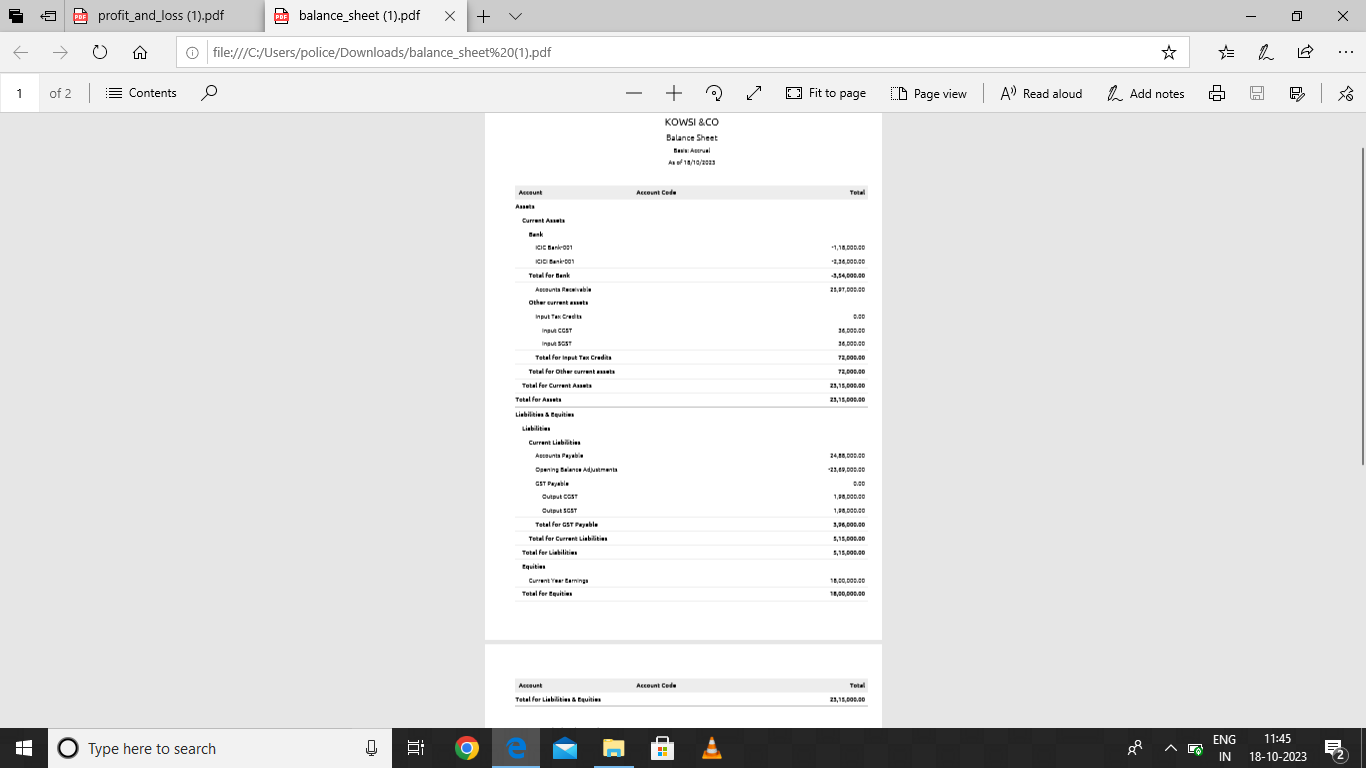 profit_and_loss (1).pdf balance_sheet (1).pdf
file:///C:/Users/police/Downloads/balance_sheet%20(1).pdf
1 of 2 Contents Fit to page Page view Read aloud Add notes
KOWSI &CO
Balance Sheet
Basis: Accrual
As of 18/10/2023
Account Account Code Total
Assets
Current Assets
Bank
ICIC Bank-001 -1,18,000.00
ICICI Bank-001 -2,36,000.00
Total for Bank -3,54,000.00
Accounts Receivable 25,97,000.00
Other current assets
Input Tax Credits 0.00
Input CGST 36,000.00
Input SGST 36,000.00
Total for Input Tax Credits 72,000.00
Total for Other current assets 72,000.00
Total for Current Assets 23,15,000.00
Total for Assets 23,15,000.00
Liabilities & Equities
Liabilities
Current Liabilities
Accounts Payable 24,88,000.00
Opening Balance Adjustments -23,69,000.00
GST Payable 0.00
Output CGST 1,98,000.00
Output SGST 1,98,000.00
Total for GST Payable 3,96,000.00
Total for Current Liabilities 5,15,000.00
Total for Liabilities 5,15,000.00
Equities
Current Year Earnings 18,00,000.00
Total for Equities 18,00,000.00
Account Account Code Total
Total for Liabilities & Equities 23,15,000.00
Type here to search
ENG 11:45
IN 18-10-2023 2